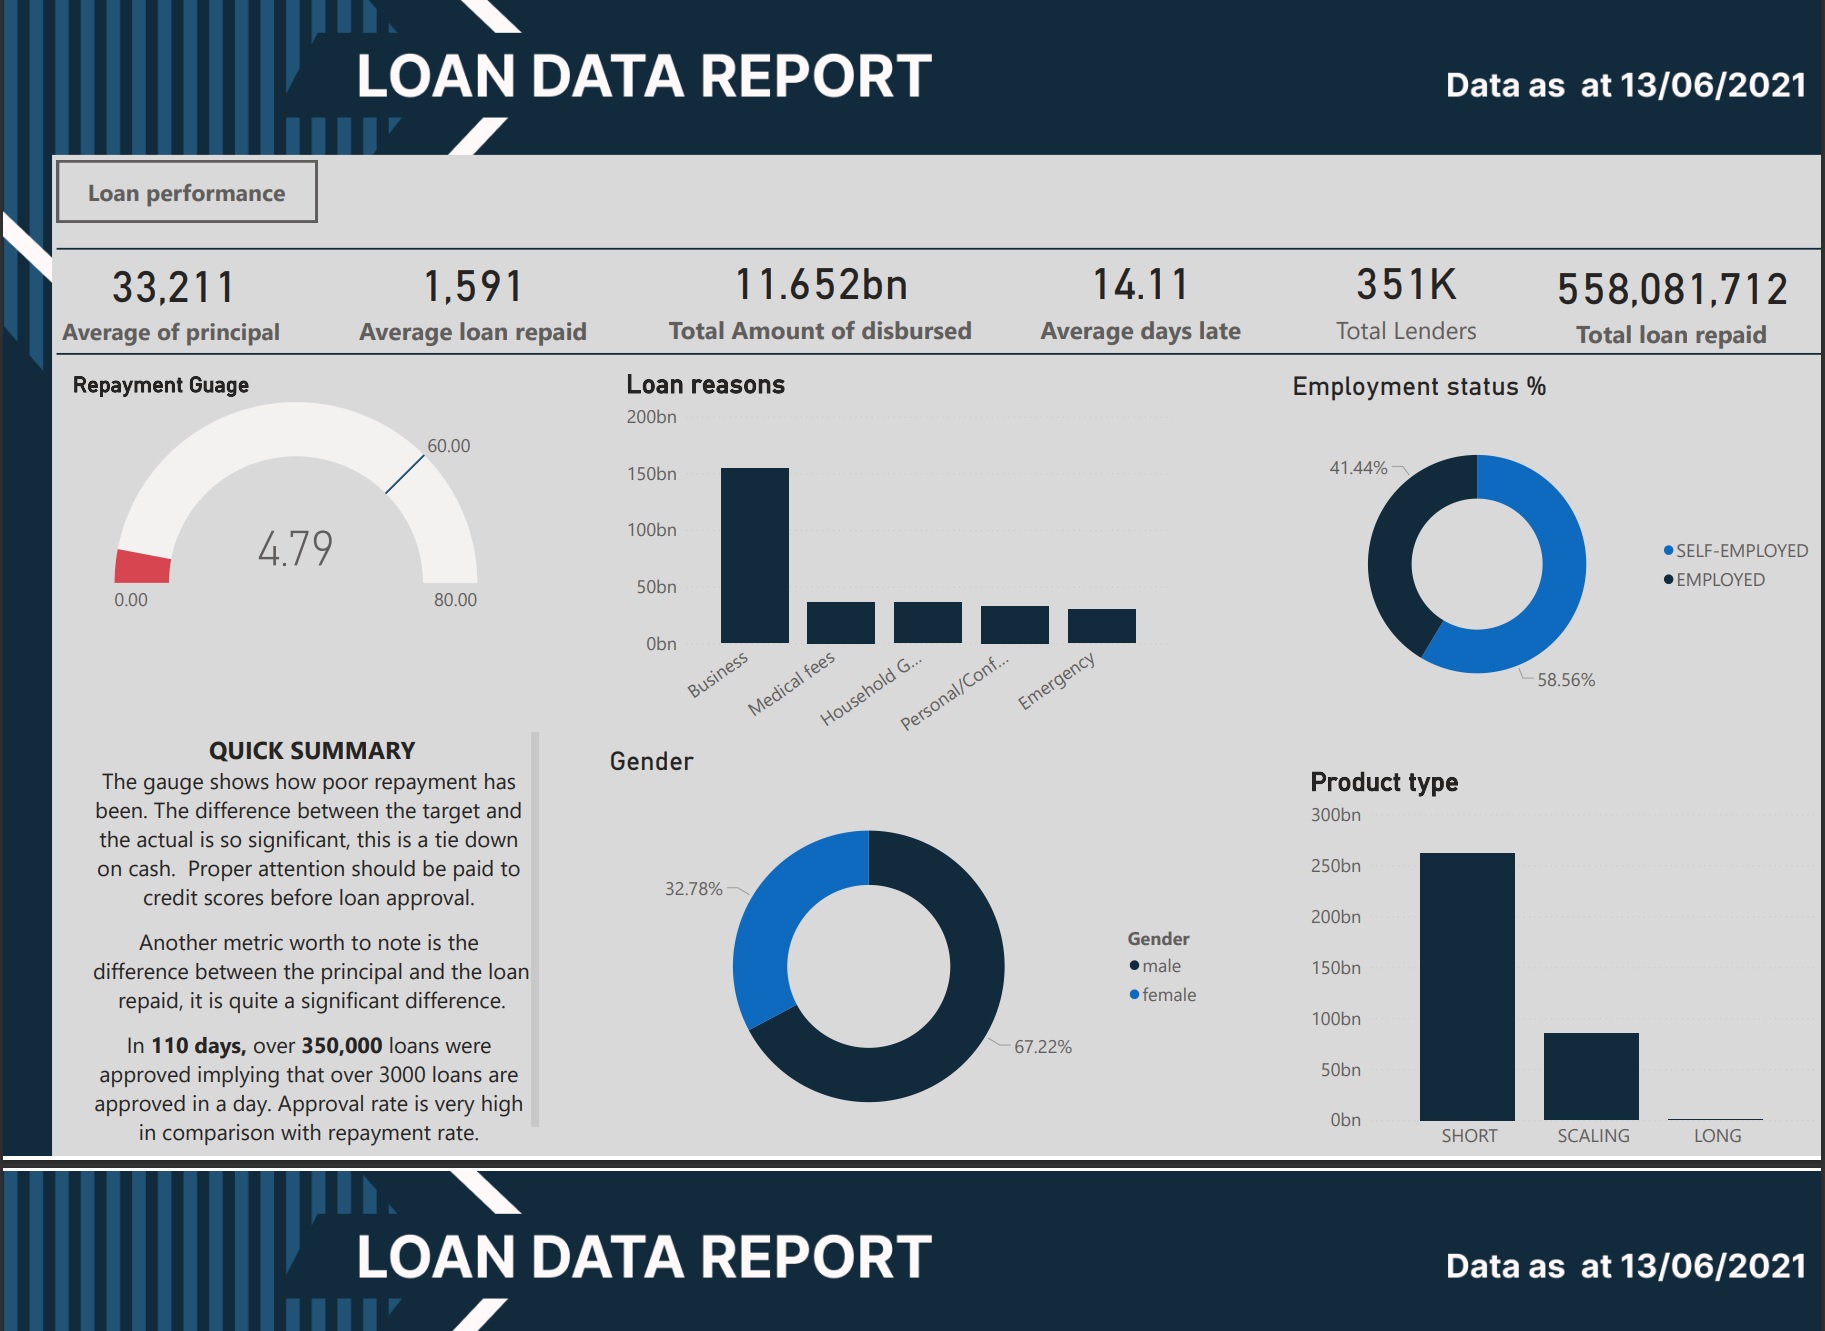 LOAN DATA REPORT
Data as at 13/06/2021
Loan performance
33,211
Average of principal
1,591
Average loan repaid
11.652bn
Total Amount of disbursed
14.11
Average days late
351K
Total Lenders
558,081,712
Total loan repaid
Repayment Guage
60.00
4.79
0.00
80.00
Loan reasons
200bn
150bn
100bn
50bn
0bn
Business
Medical fees
Household G...
Personal/Conf...
Emergency
Employment status %
41.44%
58.56%
SELF-EMPLOYED
EMPLOYED
QUICK SUMMARY
The gauge shows how poor repayment has
been. The difference between the target and
the actual is so significant, this is a tie down
on cash. Proper attention should be paid to
credit scores before loan approval.
Another metric worth to note is the
difference between the principal and the loan
repaid, it is quite a significant difference.
In 110 days, over 350,000 loans were
approved implying that over 3000 loans are
approved in a day. Approval rate is very high
in comparison with repayment rate.
Gender
32.78%
67.22%
Gender
male
female
Product type
300bn
250bn
200bn
150bn
100bn
50bn
0bn
SHORT
SCALING
LONG
LOAN DATA REPORT
Data as at 13/06/2021